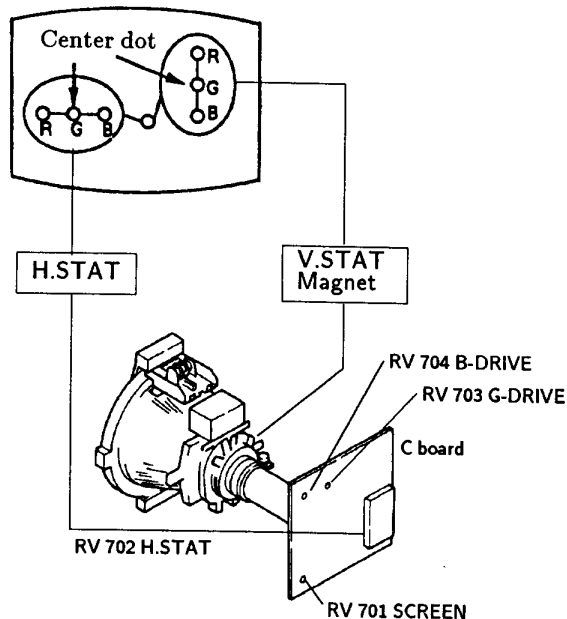 Center dot
R
G
B
R G B
H.STAT
V.STAT
Magnet
RV 704 B-DRIVE
RV 703 G-DRIVE
C board
RV 702 H.STAT
RV 701 SCREEN